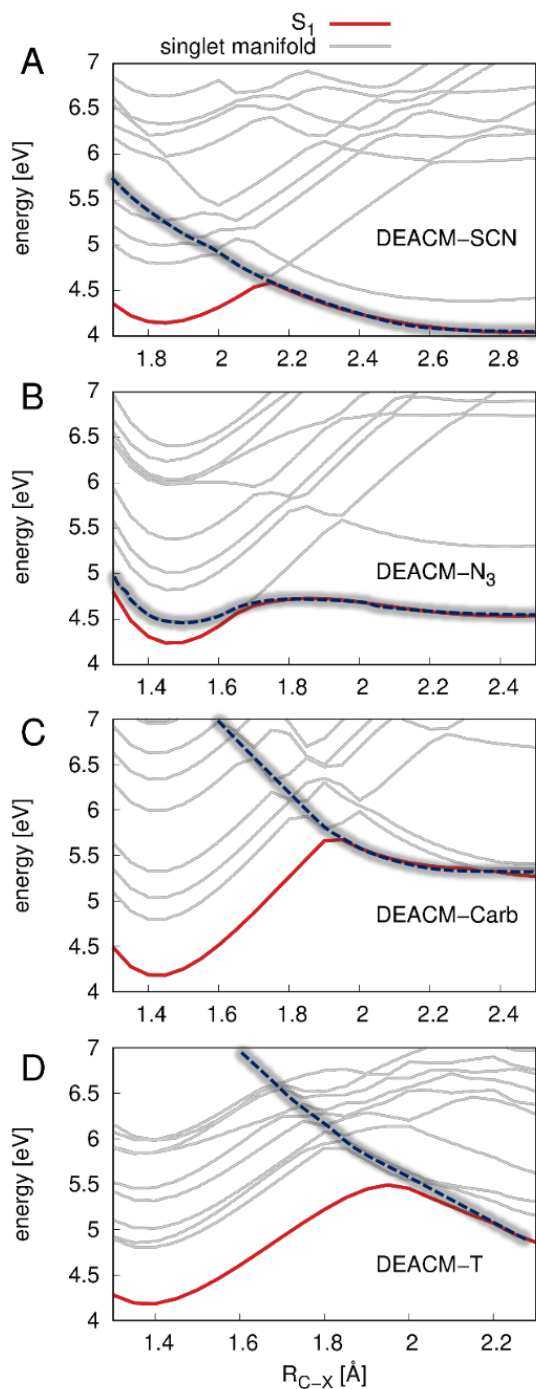 S₁
singlet manifold
A
7
6.5
6
5.5
5
4.5
4
energy [eV]
DEACM–SCN
1.8 2 2.2 2.4 2.6 2.8
B
7
6.5
6
5.5
5
4.5
4
energy [eV]
DEACM–N₃
1.4 1.6 1.8 2 2.2 2.4
C
7
6.5
6
5.5
5
4.5
4
energy [eV]
DEACM–Carb
1.4 1.6 1.8 2 2.2 2.4
D
7
6.5
6
5.5
5
4.5
4
energy [eV]
DEACM–T
1.4 1.6 1.8 2 2.2
R_C–X [Å]